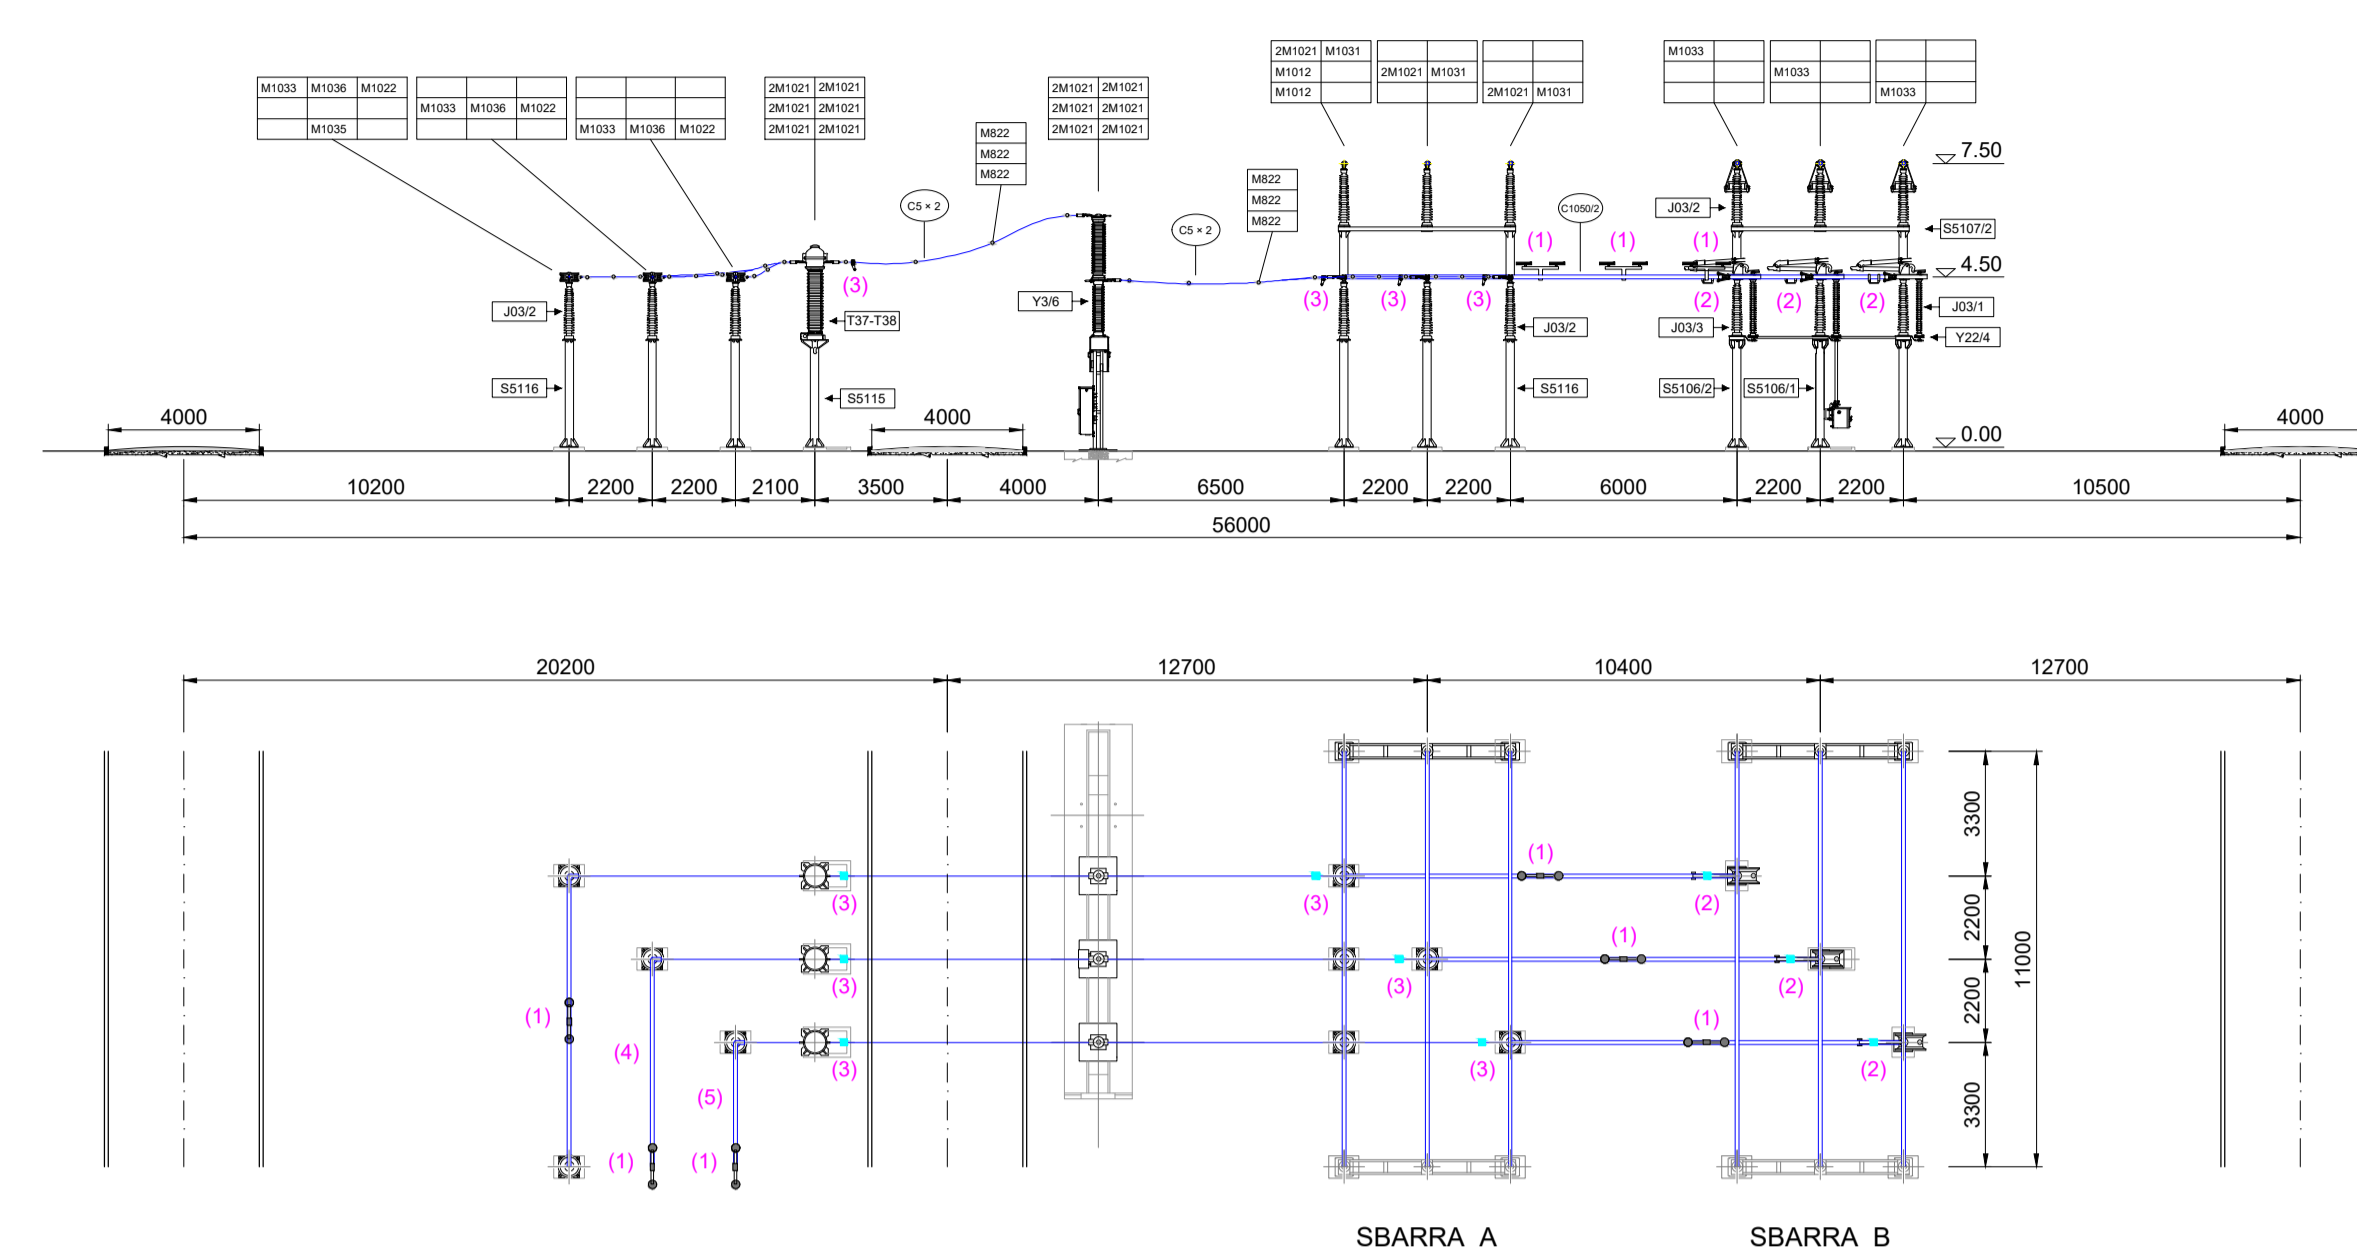 2M1021 M1031
M1012
M1012
2M1021 M1031
2M1021 M1031
M1033
M1033
M1033
M1033 M1036 M1022
M1035
M1033 M1036 M1022
M1033 M1036 M1022
2M1021 2M1021
2M1021 2M1021
2M1021 2M1021
2M1021 2M1021
2M1021 2M1021
2M1021 2M1021
M822
M822
M822
M822
M822
M822
7.50
C5 × 2
C5 × 2
C1050/2
J03/2
S5107/2
(1) (1) (1)
4.50
(3)
(3) (3) (3)
(2) (2) (2)
J03/2
T37-T38
Y3/6
J03/2
J03/3
J03/1
Y22/4
S5116
S5115
S5116
S5106/2
S5106/1
4000
4000
4000
0.00
10200 2200 2200 2100 3500 4000 6500 2200 2200 6000 2200 2200 10500
56000
20200 12700 10400 12700
3300
(1)
(3) (3) (2)
2200
(1)
11000
(3) (3) (2)
2200
(1) (1)
(4)
(3) (3) (2)
(5)
3300
(1) (1)
SBARRA A SBARRA B